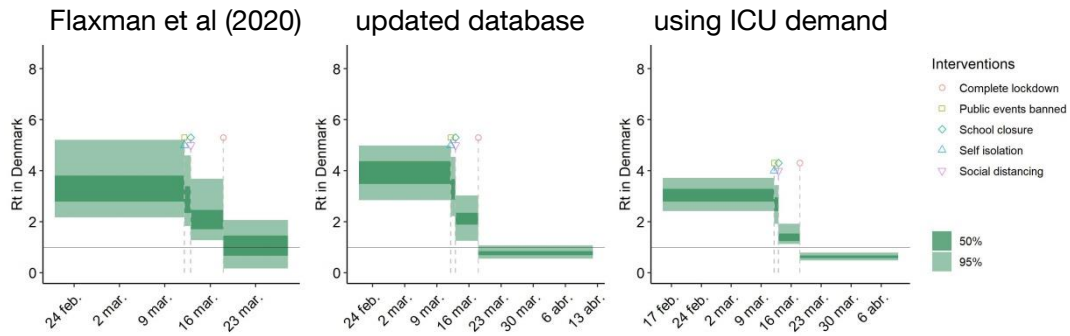 Flaxman et al (2020)
updated database
using ICU demand
Rt in Denmark
8
6
4
2
0
24 feb.
2 mar.
9 mar.
16 mar.
23 mar.
Rt in Denmark
8
6
4
2
0
24 feb.
2 mar.
9 mar.
16 mar.
23 mar.
30 mar.
6 abr.
13 abr.
Rt in Denmark
8
6
4
2
0
17 feb.
24 feb.
2 mar.
9 mar.
16 mar.
23 mar.
30 mar.
6 abr.
Interventions
Complete lockdown
Public events banned
School closure
Self isolation
Social distancing
50%
95%